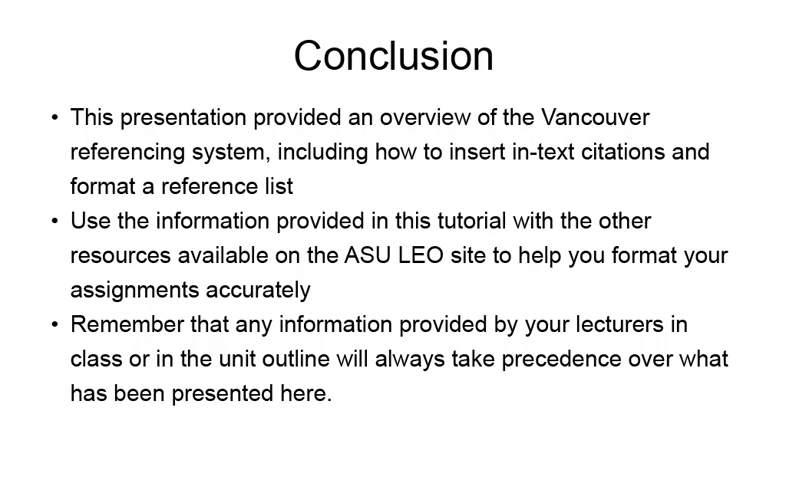 Conclusion
• This presentation provided an overview of the Vancouver
referencing system, including how to insert in-text citations and
format a reference list
• Use the information provided in this tutorial with the other
resources available on the ASU LEO site to help you format your
assignments accurately
• Remember that any information provided by your lecturers in
class or in the unit outline will always take precedence over what
has been presented here.